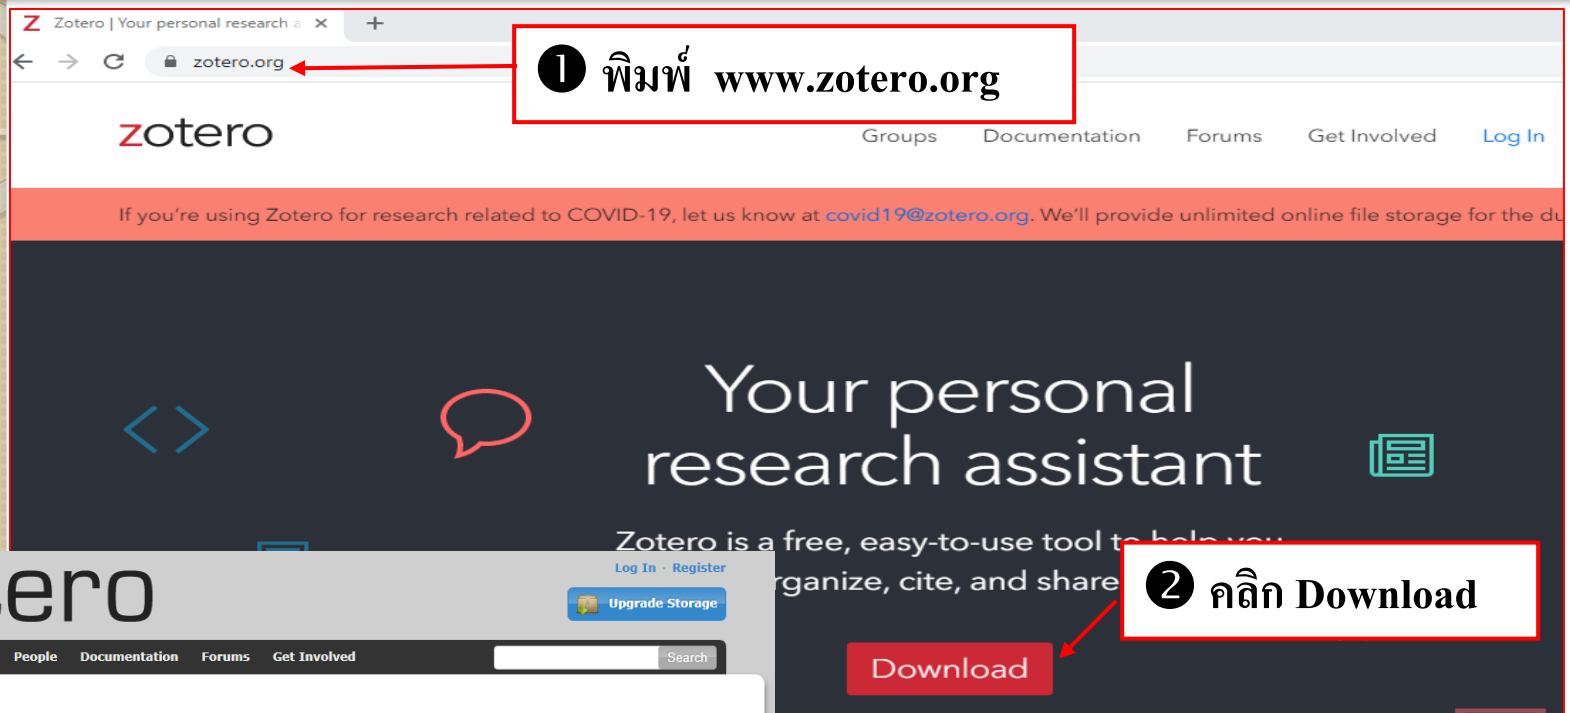 Z Zotero | Your personal research a × +
zotero.org
❶ พิมพ์ www.zotero.org
zotero
Groups Documentation Forums Get Involved Log In
If you're using Zotero for research related to COVID-19, let us know at covid19@zotero.org. We'll provide unlimited online file storage for the du
Your personal
research assistant
Zotero is a free, easy-to-use tool to help you
rganize, cite, and share
❷ คลิก Download
Download
tero
Log In · Register
Upgrade Storage
People Documentation Forums Get Involved Search